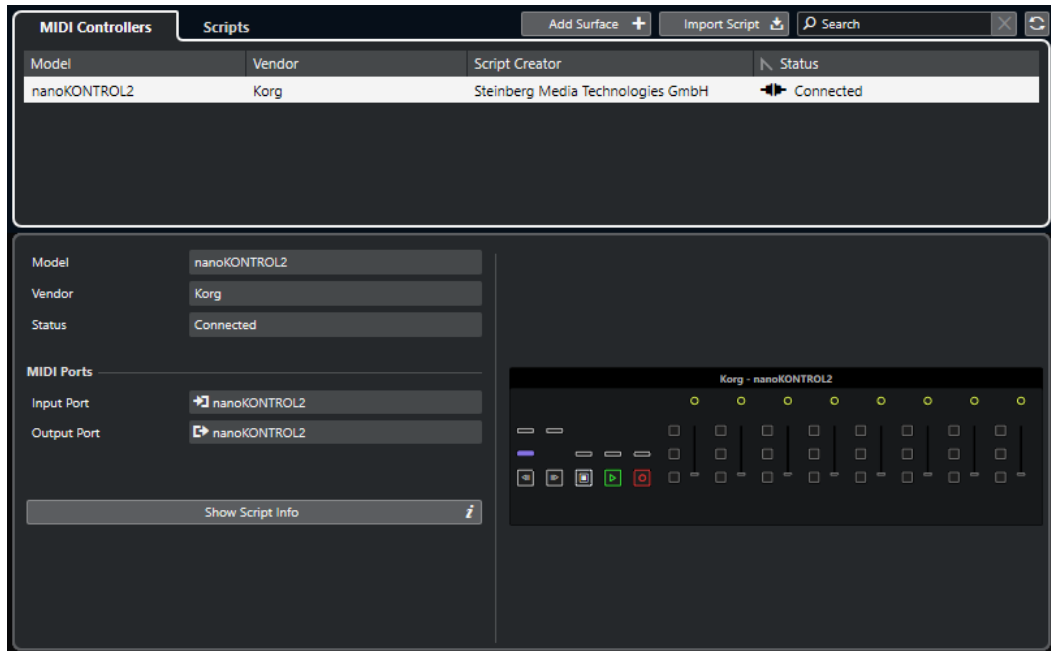 MIDI Controllers Scripts Add Surface Import Script Search
Model Vendor Script Creator Status
nanoKONTROL2 Korg Steinberg Media Technologies GmbH Connected
Model nanoKONTROL2
Vendor Korg
Status Connected
MIDI Ports
Korg - nanoKONTROL2
Input Port nanoKONTROL2
Output Port nanoKONTROL2
Show Script Info i